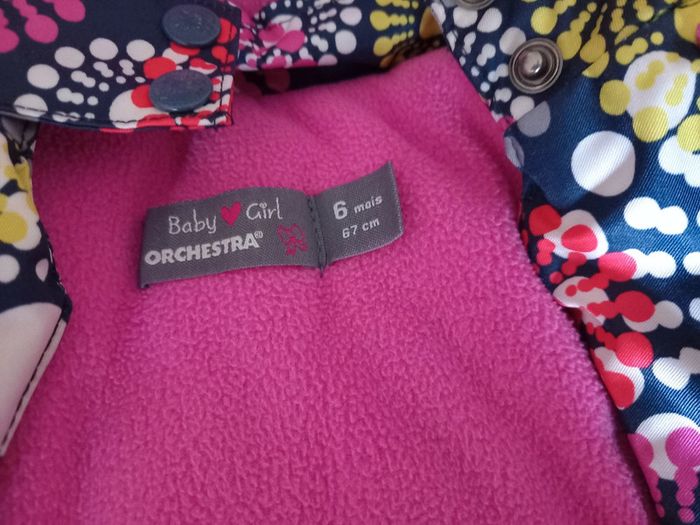 Baby ♥ Girl
ORCHESTRA®
6 mois
67 cm